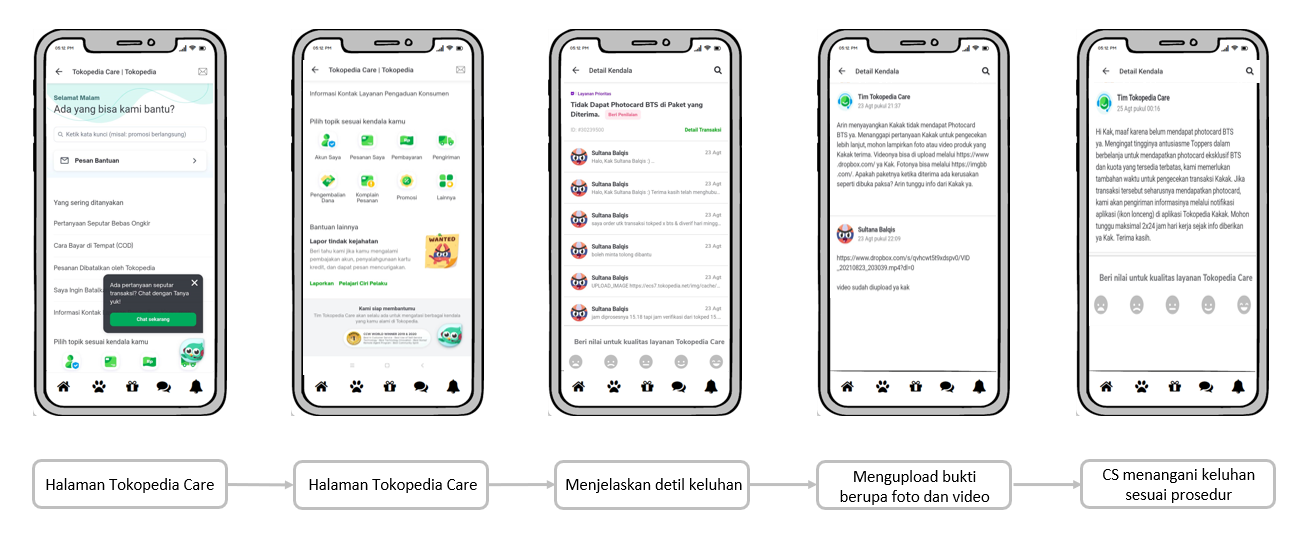 05:12 PM
Tokopedia Care | Tokopedia
Selamat Malam
Ada yang bisa kami bantu?
Ketik kata kunci (misal: promosi berlangsung)
Pesan Bantuan
Yang sering ditanyakan
Pertanyaan Seputar Bebas Ongkir
Cara Bayar di Tempat (COD)
Pesanan Dibatalkan oleh Tokopedia
Saya Ingin Batalk
Informasi Kontak
Ada pertanyaan seputar
transaksi? Chat dengan Tanya
yuk!
Chat sekarang
Pilih topik sesuai kendala kamu
05:12 PM
Tokopedia Care | Tokopedia
Informasi Kontak Layanan Pengaduan Konsumen
Pilih topik sesuai kendala kamu
Akun Saya
Pesanan Saya
Pembayaran
Pengiriman
Pengembalian
Dana
Komplain
Pesanan
Promosi
Lainnya
Bantuan lainnya
Lapor tindak kejahatan
Beri tahu kami jika kamu mengalami
pembajakan akun, penyalahgunaan kartu
kredit, dan dapat pesan mencurigakan.
WANTED
Laporkan Pelajari Ciri Pelaku
Kami siap membantumu
Tim Tokopedia Care akan selalu ada untuk mengatasi berbagai kendala
yang kamu alami di Tokopedia.
CCW WORLD WINNER 2019 & 2020
05:12 PM
Detail Kendala
Layanan Prioritas
Tidak Dapat Photocard BTS di Paket yang
Diterima. Beri Penilaian
Detail Transaksi
Sultana Balqis 23 Agt
Halo, Kak Sultana Balqis :) ...
Sultana Balqis 23 Agt
Halo, Kak Sultana Balqis :) Terima kasih telah menghubu...
Sultana Balqis 23 Agt
saya order utk transaksi tokped x bts & diverif hari mingg...
Sultana Balqis 23 Agt
boleh minta tolong dibantu
Sultana Balqis 23 Agt
UPLOAD_IMAGE https://ecs7.tokopedia.net/img/cache/...
Sultana Balqis 23 Agt
jam diprosesnya 15.18 tapi jam verifikasi dari tokped 15....
Beri nilai untuk kualitas layanan Tokopedia Care
05:12 PM
Detail Kendala
Tim Tokopedia Care
23 Agt pukul 21:37
Arin menyayangkan Kakak tidak mendapat Photocard
BTS ya. Menanggapi pertanyaan Kakak untuk pengecekan
lebih lanjut, mohon lampirkan foto atau video produk yang
Kakak terima. Videonya bisa di upload melalui https://www
.dropbox.com/ ya Kak. Fotonya bisa melalui https://imgbb
.com/. Apakah paketnya ketika diterima ada kerusakan
seperti dibuka paksa? Arin tunggu info dari Kakak ya.
Sultana Balqis
23 Agt pukul 22:09
https://www.dropbox.com/s/qvhcwt5t9xdspv0/VID
_20210823_203039.mp4?dl=0
video sudah diupload ya kak
05:12 PM
Detail Kendala
Tim Tokopedia Care
25 Agt pukul 00:16
Hi Kak, maaf karena belum mendapat photocard BTS
ya. Mengingat tingginya antusiasme Toppers dalam
berbelanja untuk mendapatkan photocard eksklusif BTS
dan kuota yang tersedia terbatas, kami memerlukan
tambahan waktu untuk pengecekan transaksi Kakak. Jika
transaksi tersebut seharusnya mendapatkan photocard,
kami akan pengiriman informasinya melalui notifikasi
aplikasi (ikon lonceng) di aplikasi Tokopedia Kakak. Mohon
tunggu maksimal 2x24 jam hari kerja sejak info diberikan
ya Kak. Terima kasih.
Beri nilai untuk kualitas layanan Tokopedia Care
Halaman Tokopedia Care
Halaman Tokopedia Care
Menjelaskan detil keluhan
Mengupload bukti
berupa foto dan video
CS menangani keluhan
sesuai prosedur